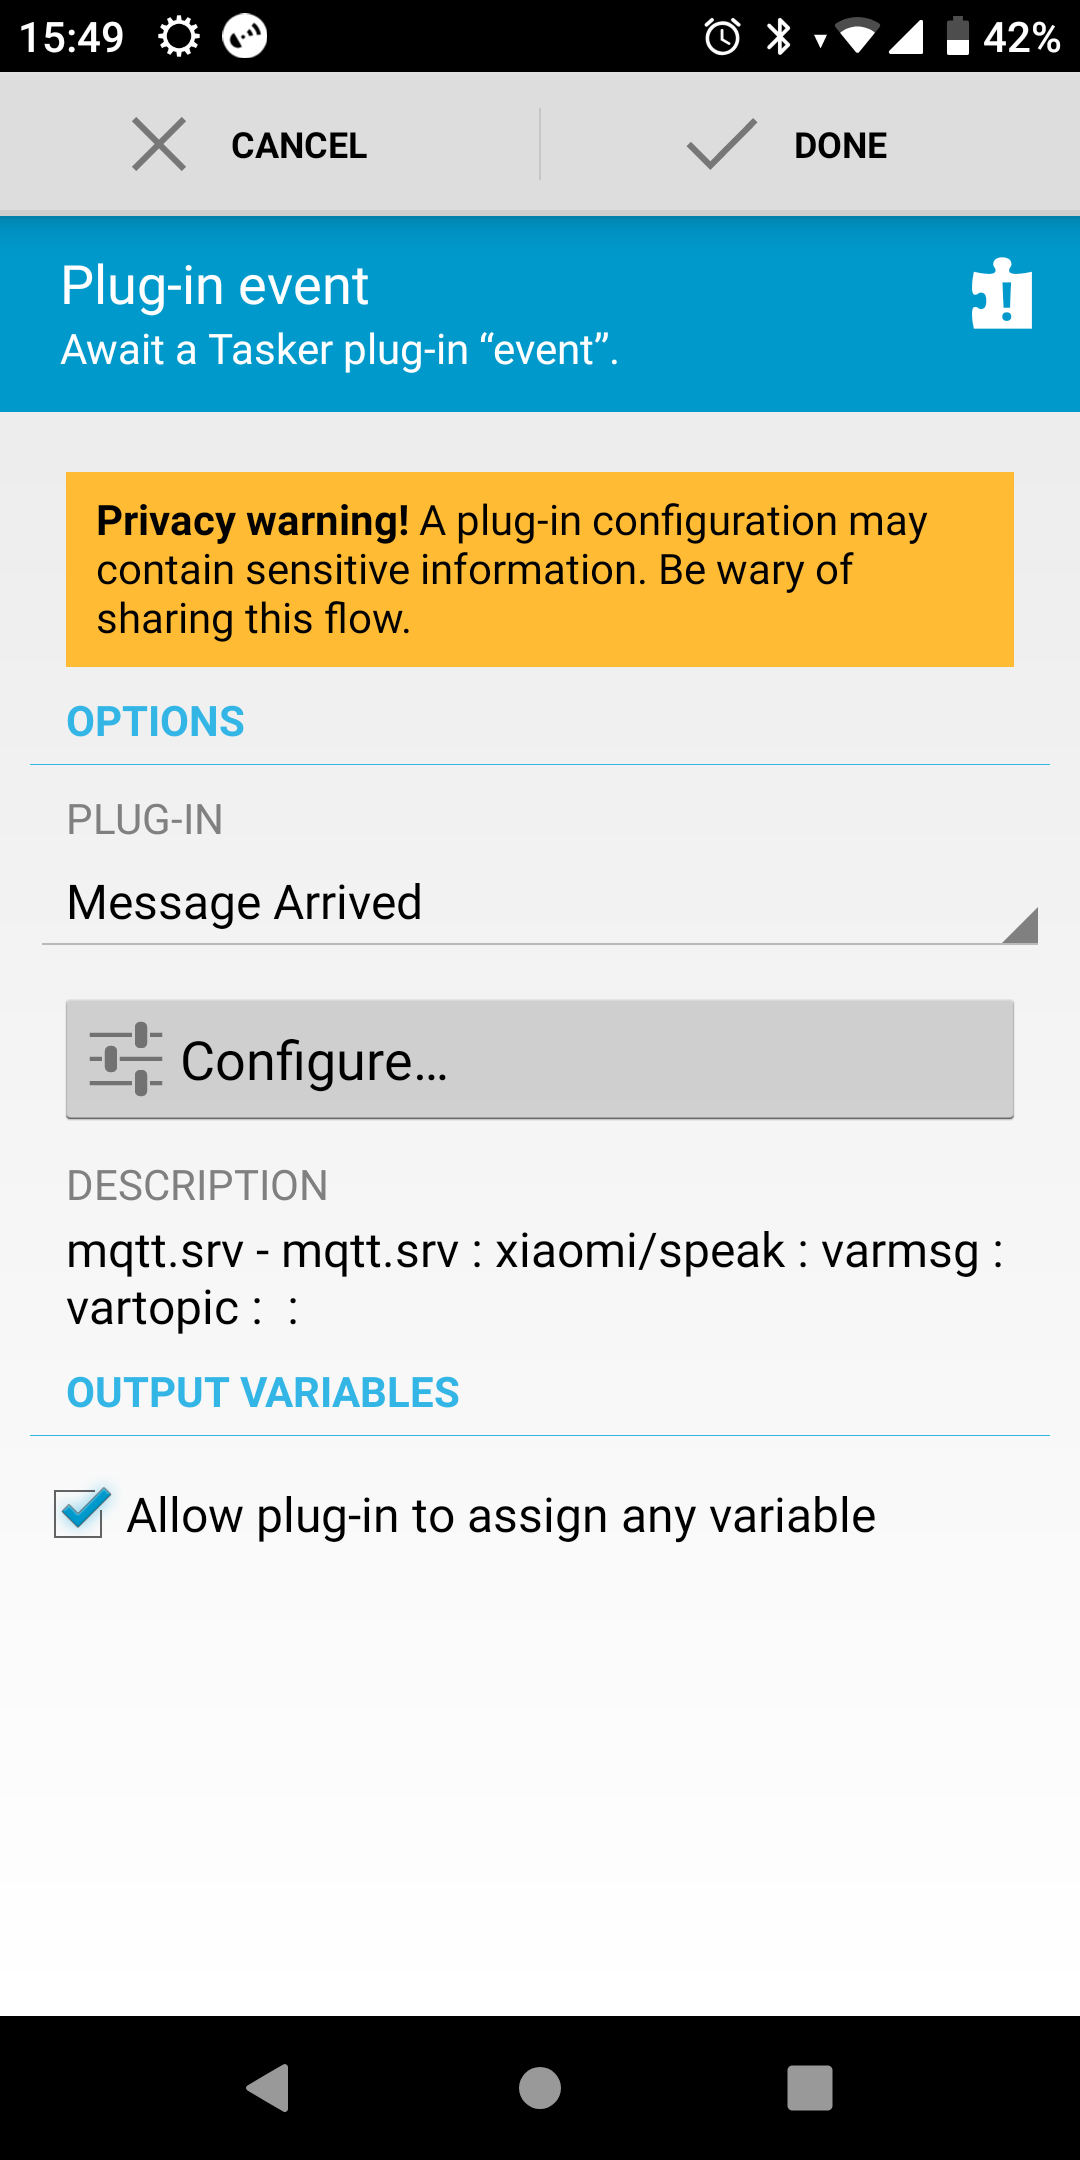 15:49 42%
CANCEL DONE
Plug-in event
Await a Tasker plug-in “event”.
Privacy warning! A plug-in configuration may
contain sensitive information. Be wary of
sharing this flow.
OPTIONS
PLUG-IN
Message Arrived
Configure…
DESCRIPTION
mqtt.srv - mqtt.srv : xiaomi/speak : varmsg :
vartopic :  :
OUTPUT VARIABLES
Allow plug-in to assign any variable